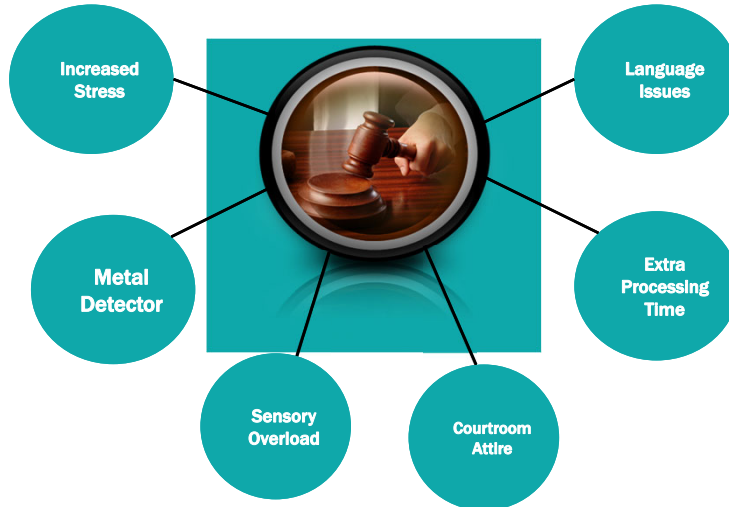 Increased
Stress
Language
Issues
Metal
Detector
Extra
Processing
Time
Sensory
Overload
Courtroom
Attire